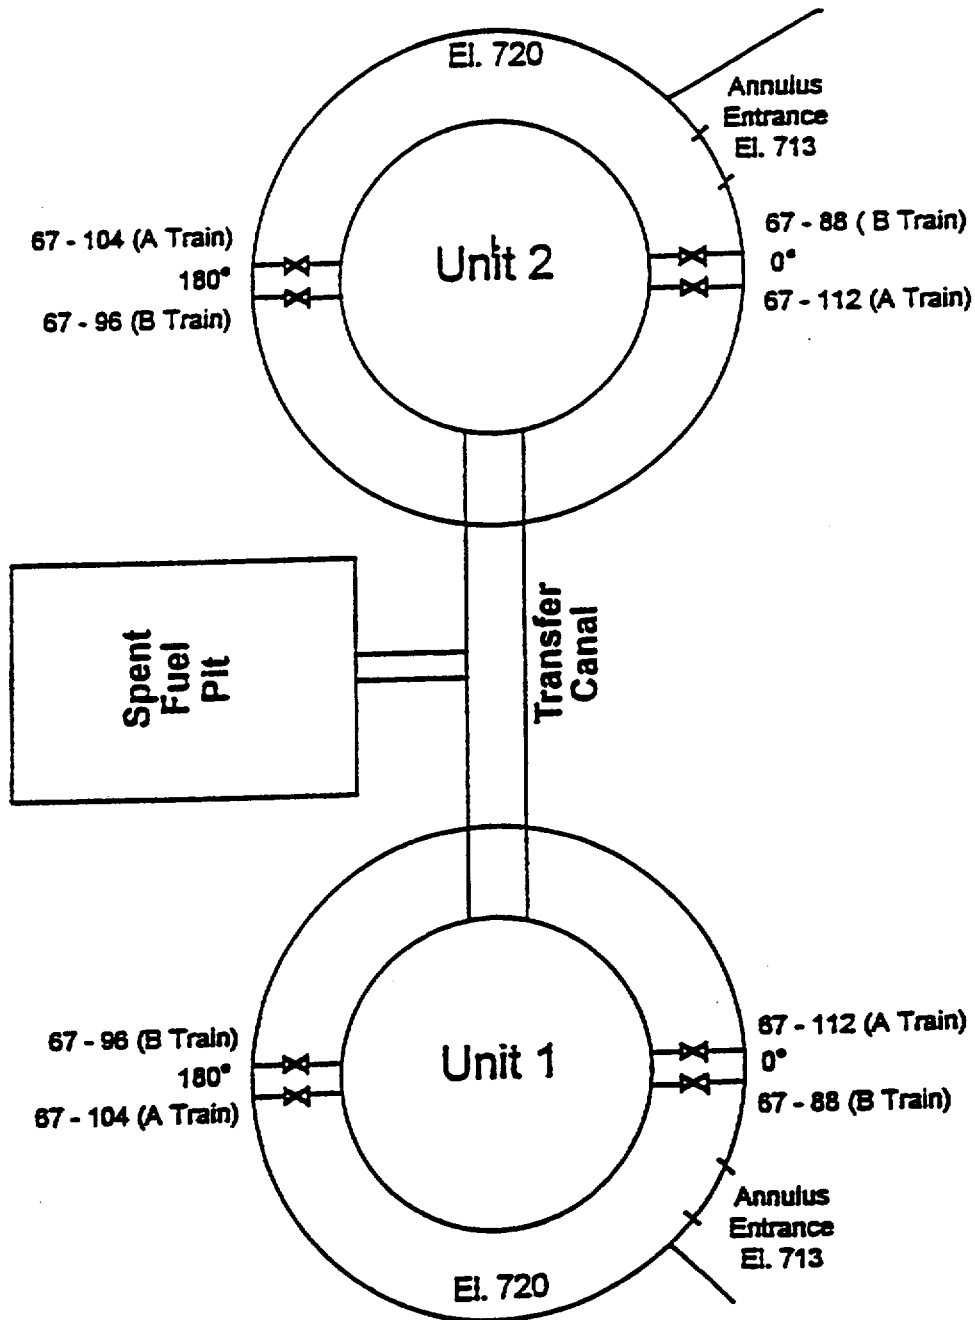 El. 720
Annulus
Entrance
El. 713
67 - 104 (A Train)
180°
67 - 96 (B Train)
Unit 2
67 - 88 ( B Train)
0°
67 - 112 (A Train)
Spent
Fuel
Pit
Transfer
Canal
67 - 96 (B Train)
180°
67 - 104 (A Train)
Unit 1
67 - 112 (A Train)
0°
67 - 88 (B Train)
Annulus
Entrance
El. 713
El. 720